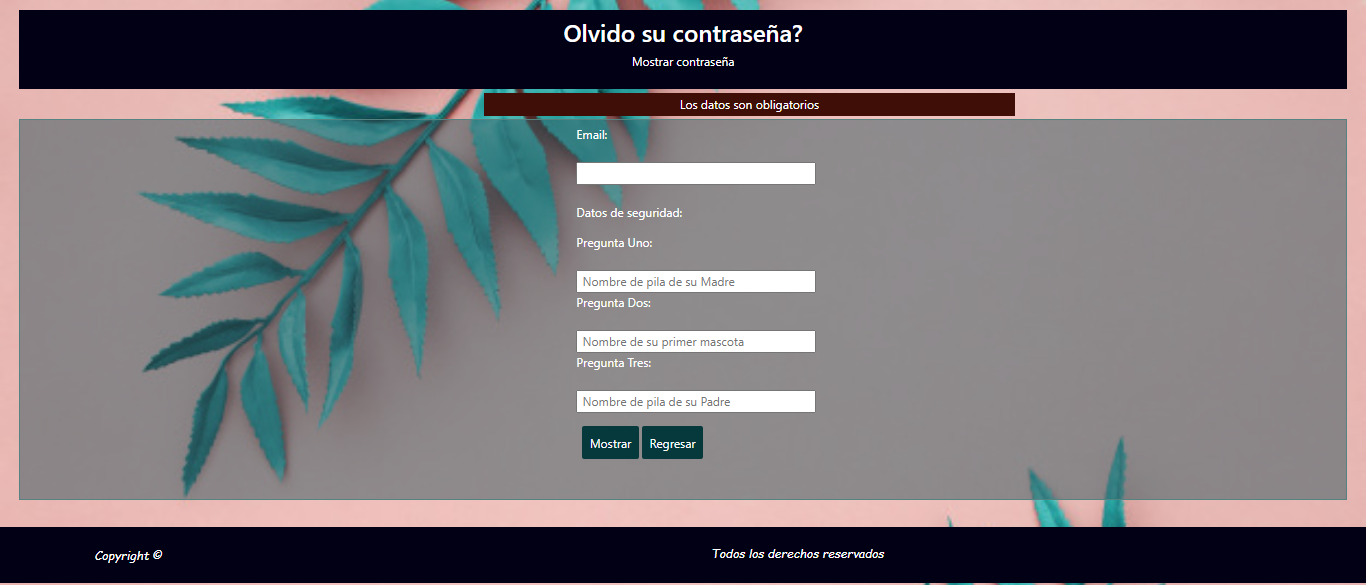 Olvido su contraseña?
Mostrar contraseña
Los datos son obligatorios
Email:
Datos de seguridad:
Pregunta Uno:
Nombre de pila de su Madre
Pregunta Dos:
Nombre de su primer mascota
Pregunta Tres:
Nombre de pila de su Padre
Mostrar Regresar
Copyright © Todos los derechos reservados